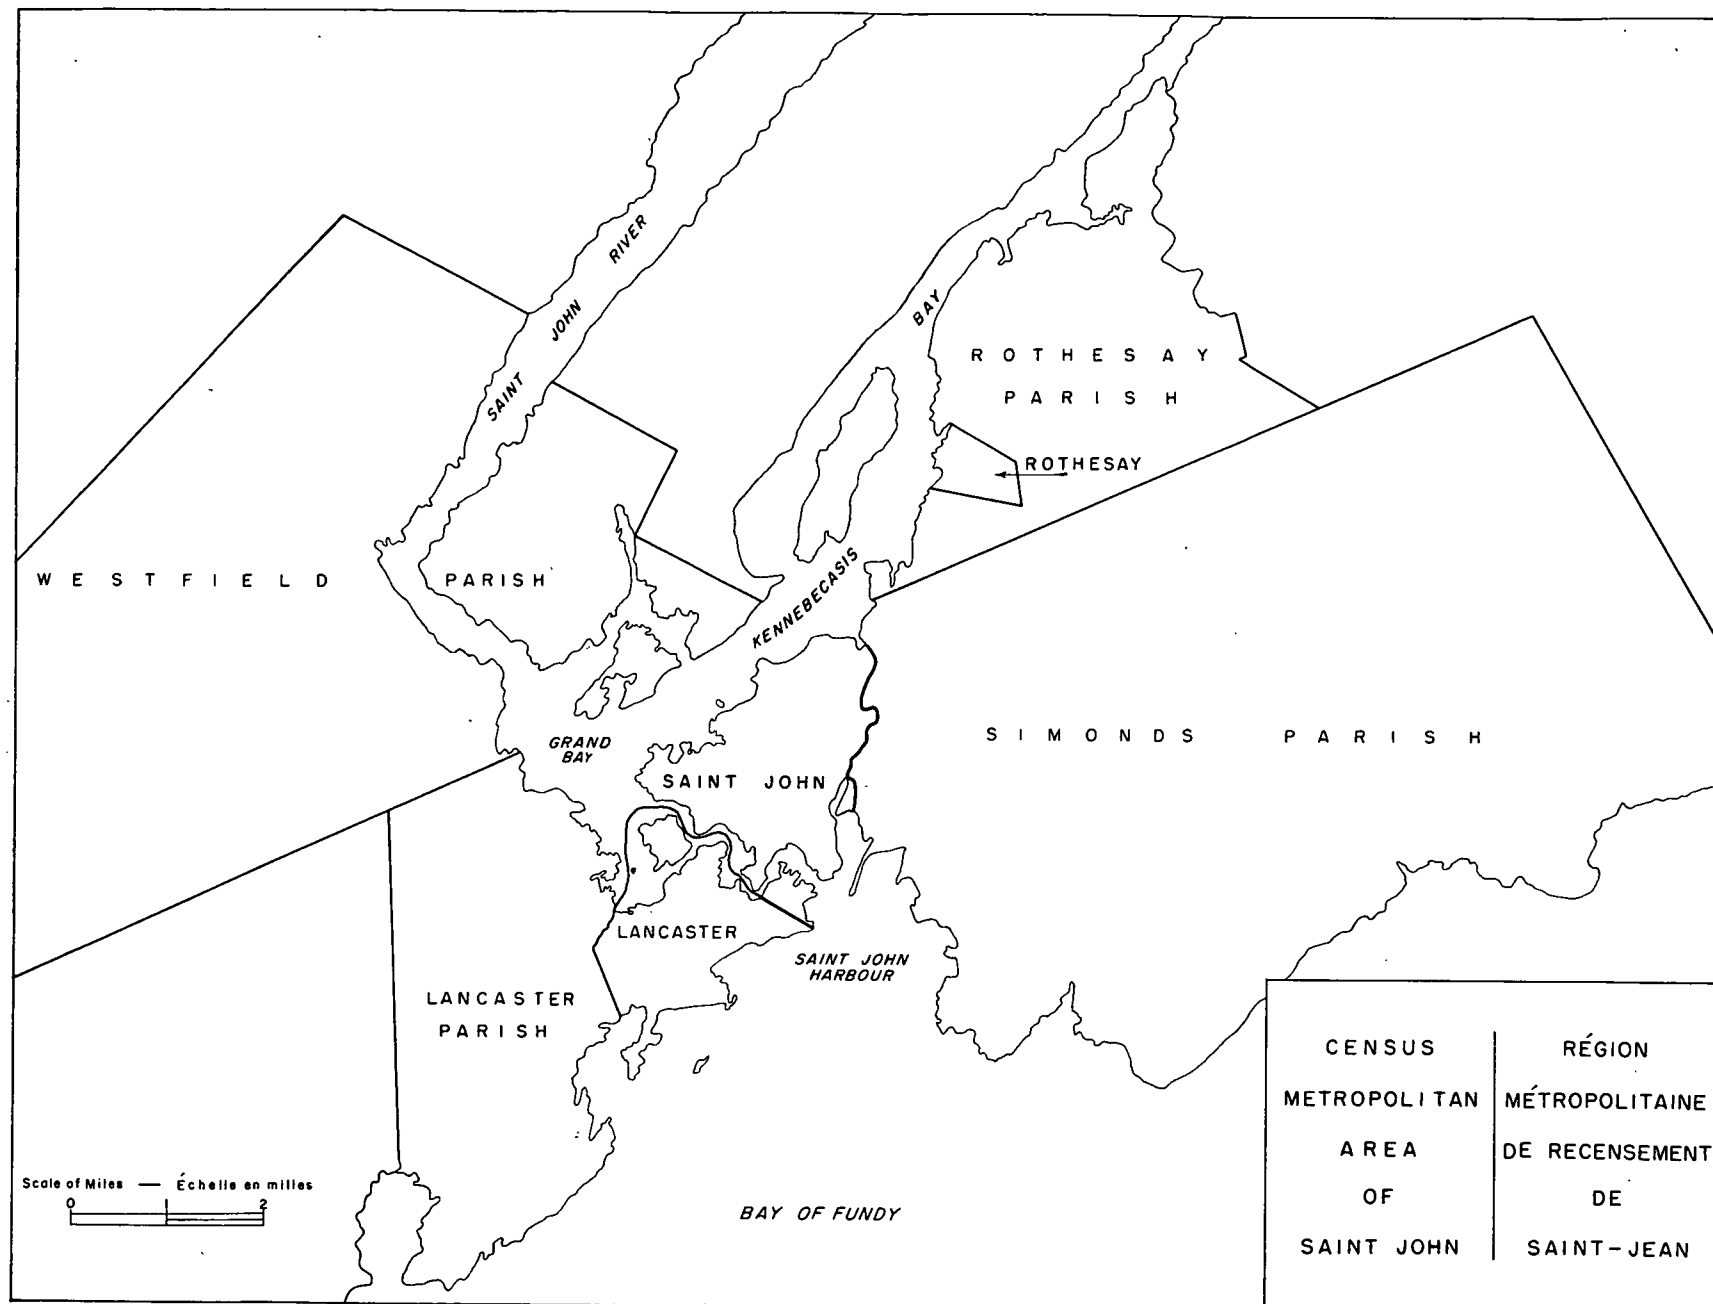 SAINT JOHN RIVER
BAY
ROTHESAY
PARISH
ROTHESAY
WESTFIELD PARISH
KENNEBECASIS
SIMONDS PARISH
GRAND
BAY
SAINT JOHN
LANCASTER
SAINT JOHN
HARBOUR
LANCASTER
PARISH
Scale of Miles — Échelle en milles
0 1 2
BAY OF FUNDY
CENSUS
METROPOLITAN
AREA
OF
SAINT JOHN
RÉGION
MÉTROPOLITAINE
DE RECENSEMENT
DE
SAINT-JEAN